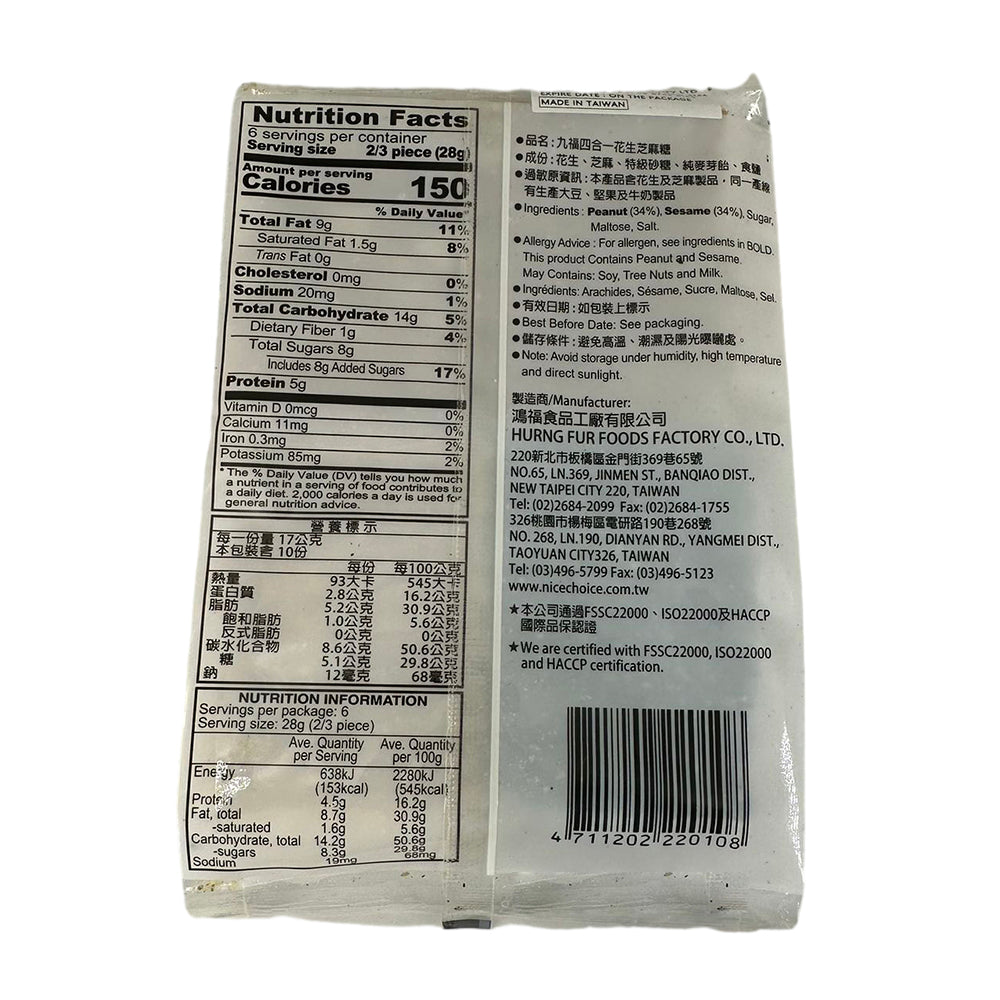 Nutrition Facts
6 servings per container
Serving size 2/3 piece (28g)
Amount per serving
Calories 150
% Daily Value*
Total Fat 9g 11%
Saturated Fat 1.5g 8%
Trans Fat 0g
Cholesterol 0mg 0%
Sodium 20mg 1%
Total Carbohydrate 14g 5%
Dietary Fiber 1g 4%
Total Sugars 8g
Includes 8g Added Sugars 17%
Protein 5g
Vitamin D 0mcg 0%
Calcium 11mg 0%
Iron 0.3mg 2%
Potassium 85mg 2%
* The % Daily Value (DV) tells you how much
a nutrient in a serving of food contributes to
a daily diet. 2,000 calories a day is used for
general nutrition advice.
營養標示
每一份量 17公克
本包裝含 10份
每份 每100公克
熱量 93大卡 545大卡
蛋白質 2.8公克 16.2公克
脂肪 5.2公克 30.9公克
飽和脂肪 1.0公克 5.6公克
反式脂肪 0公克 0公克
碳水化合物 8.6公克 50.6公克
糖 5.1公克 29.8公克
鈉 12毫克 68毫克
NUTRITION INFORMATION
Servings per package: 6
Serving size: 28g (2/3 piece)
Ave. Quantity Ave. Quantity
per Serving per 100g
Energy 638kJ 2280kJ
(153kcal) (545kcal)
Protein 4.5g 16.2g
Fat, total 8.7g 30.9g
-saturated 1.6g 5.6g
Carbohydrate, total 14.2g 50.6g
-sugars 8.3g 29.8g
Sodium 19mg 68mg
EXPIRE DATE : ON THE PACKAGE
MADE IN TAIWAN
●品名:九福四合一花生芝麻糖
●成份:花生、芝麻、特級砂糖、純麥芽飴、食鹽
●過敏原資訊:本產品含花生及芝麻製品,同一產線
有生產大豆、堅果及牛奶製品
●Ingredients: Peanut (34%), Sesame (34%), Sugar,
Maltose, Salt.
●Allergy Advice : For allergen, see ingredients in BOLD.
This product Contains Peanut and Sesame.
May Contains: Soy, Tree Nuts and Milk.
●Ingrédients: Arachides, Sésame, Sucre, Maltose, Sel.
●有效日期:如包裝上標示
●Best Before Date: See packaging.
●儲存條件:避免高溫、潮濕及陽光曝曬處。
●Note: Avoid storage under humidity, high temperature
and direct sunlight.
製造商/Manufacturer:
鴻福食品工廠有限公司
HURNG FUR FOODS FACTORY CO., LTD.
220新北市板橋區金門街369巷65號
NO.65, LN.369, JINMEN ST., BANQIAO DIST.,
NEW TAIPEI CITY 220, TAIWAN
Tel: (02)2684-2099 Fax: (02)2684-1755
326桃園市楊梅區電研路190巷268號
NO. 268, LN.190, DIANYAN RD., YANGMEI DIST.,
TAOYUAN CITY326, TAIWAN
Tel: (03)496-5799 Fax: (03)496-5123
www.nicechoice.com.tw
★本公司通過FSSC22000、ISO22000及HACCP
國際品保認證
★We are certified with FSSC22000, ISO22000
and HACCP certification.
4 711202 220108